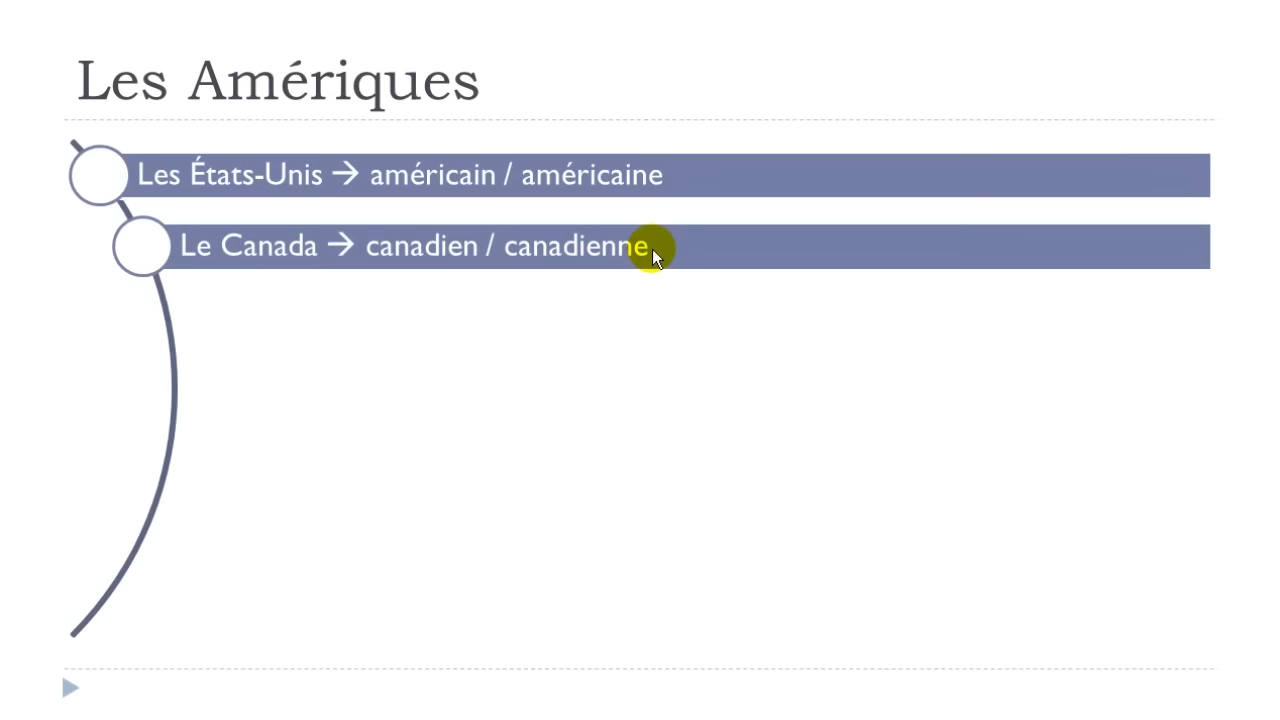 Les Amériques
Les États-Unis → américain / américaine
Le Canada → canadien / canadienne